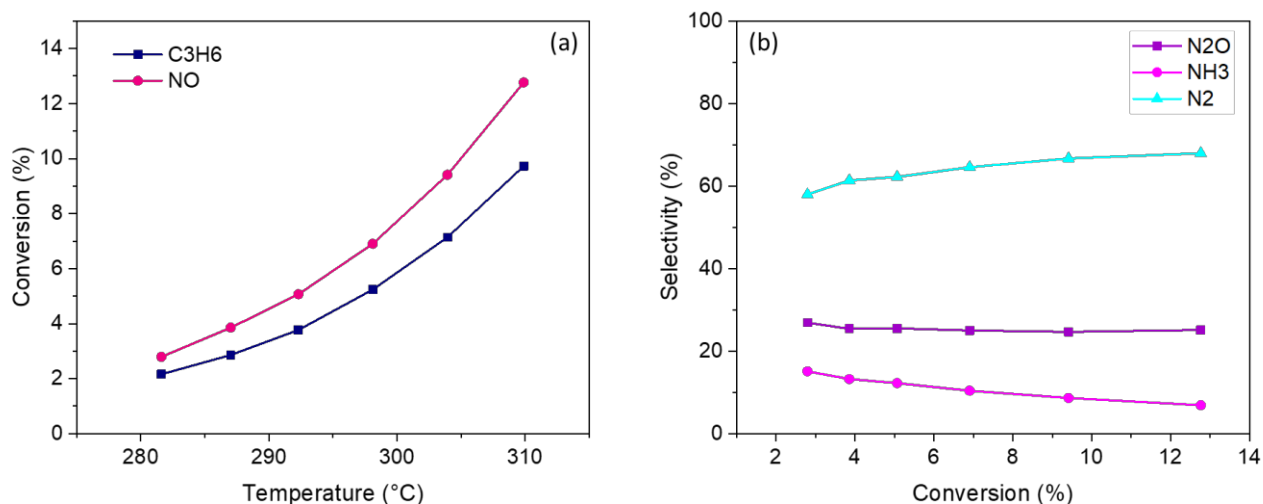 (a)
C3H6
NO
14
12
10
8
6
4
2
0
Conversion (%)
280
290
300
310
Temperature (°C)
(b)
N2O
NH3
N2
100
80
60
40
20
0
Selectivity (%)
2
4
6
8
10
12
14
Conversion (%)